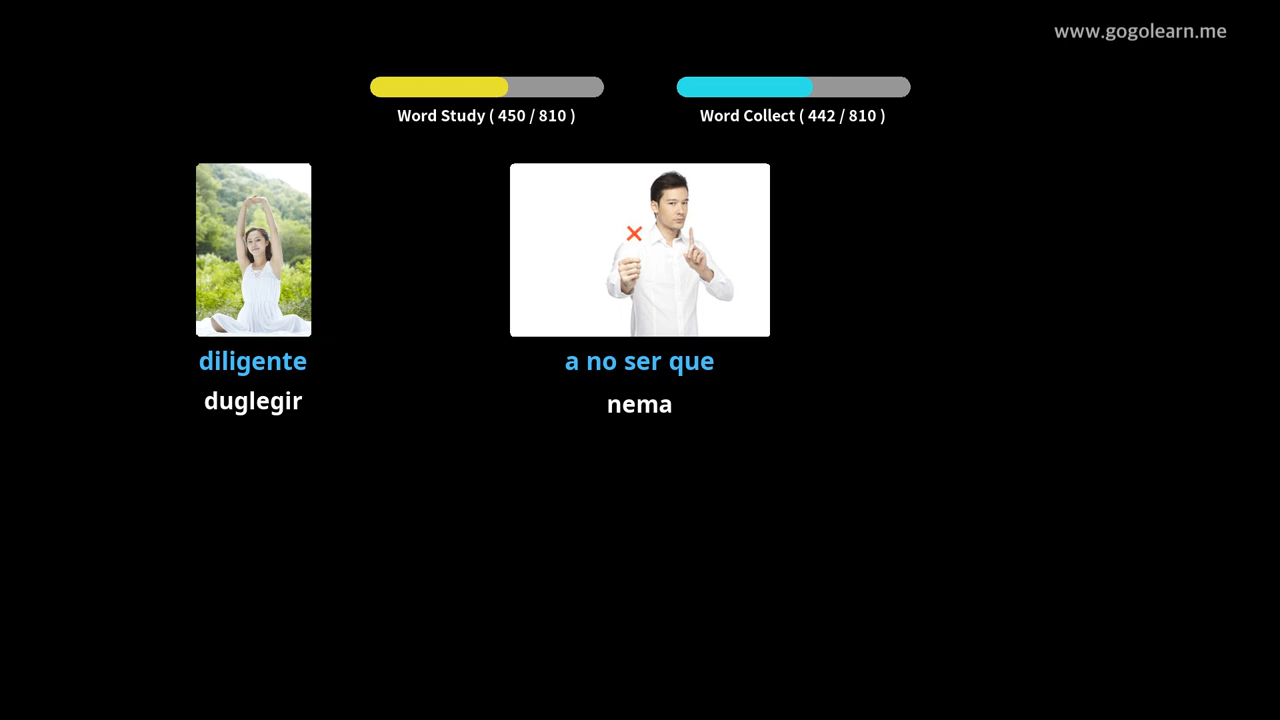 www.gogolearn.me
Word Study ( 450 / 810 )
Word Collect ( 442 / 810 )
diligente
duglegir
a no ser que
nema